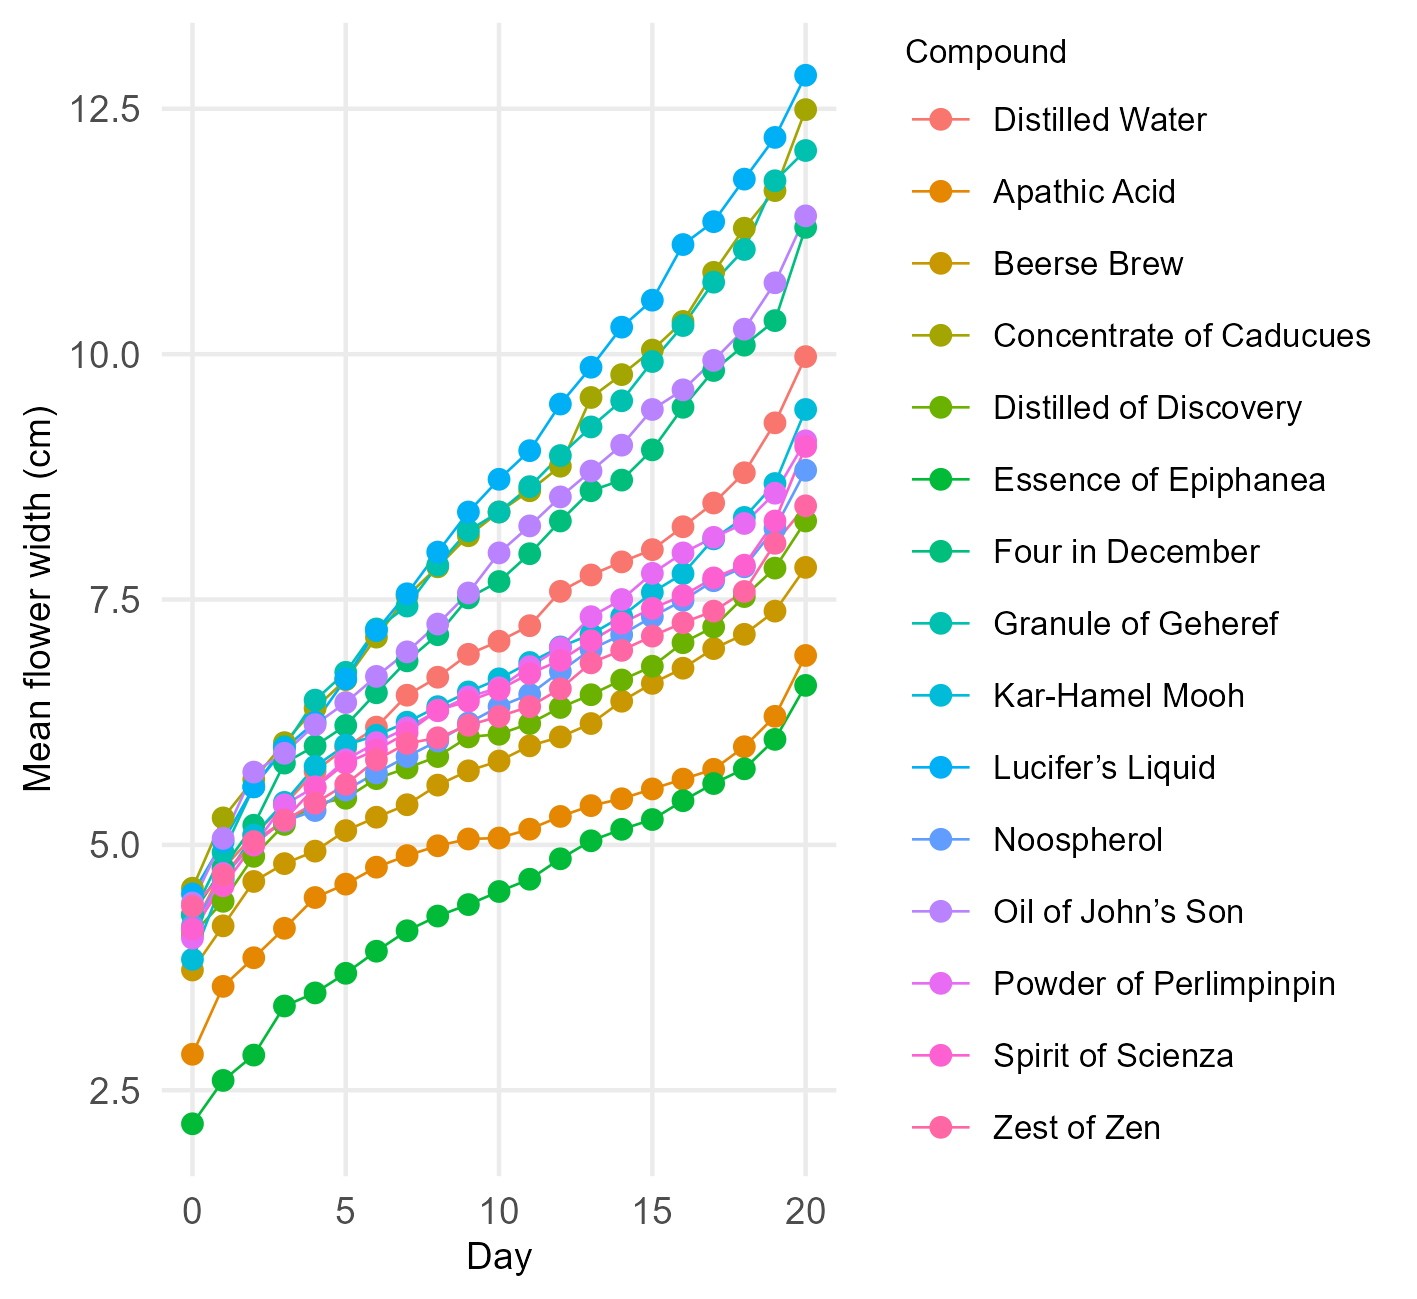 Mean flower width (cm)
12.5
10.0
7.5
5.0
2.5
0 5 10 15 20
Day
Compound
Distilled Water
Apathic Acid
Beerse Brew
Concentrate of Caducues
Distilled of Discovery
Essence of Epiphanea
Four in December
Granule of Geheref
Kar-Hamel Mooh
Lucifer’s Liquid
Noospherol
Oil of John’s Son
Powder of Perlimpinpin
Spirit of Scienza
Zest of Zen